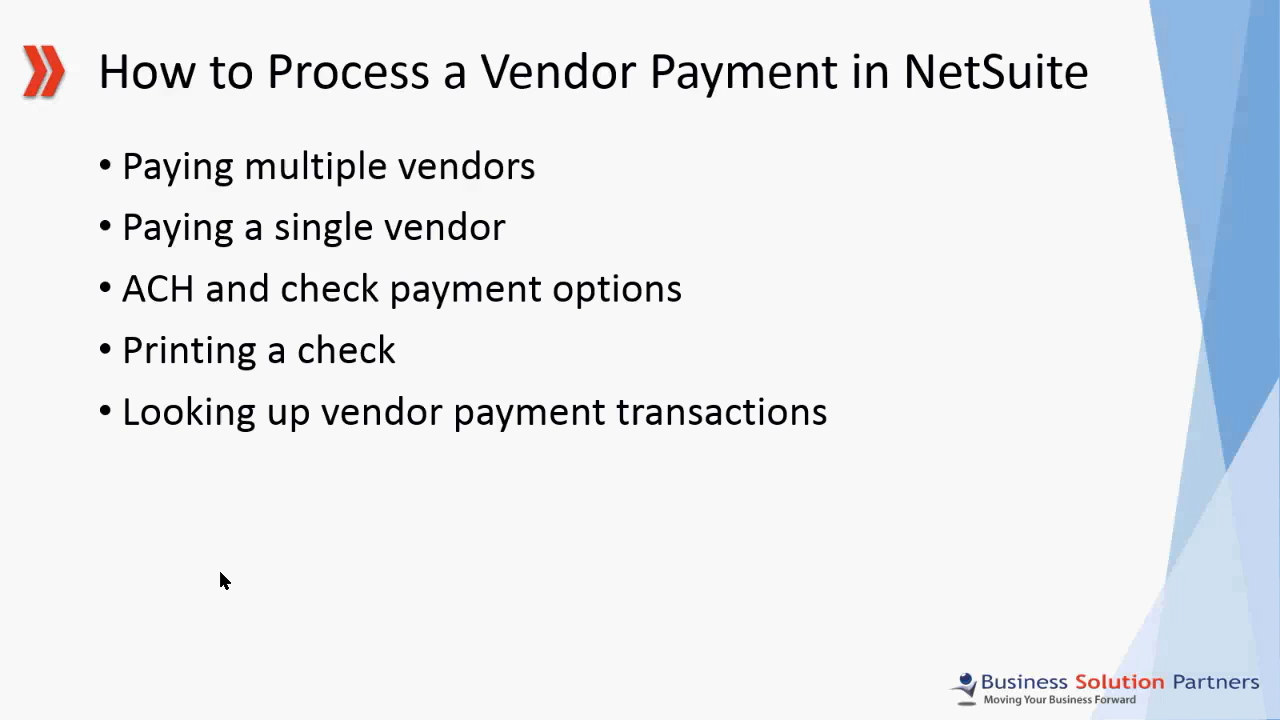 How to Process a Vendor Payment in NetSuite
• Paying multiple vendors
• Paying a single vendor
• ACH and check payment options
• Printing a check
• Looking up vendor payment transactions
Business Solution Partners
Moving Your Business Forward